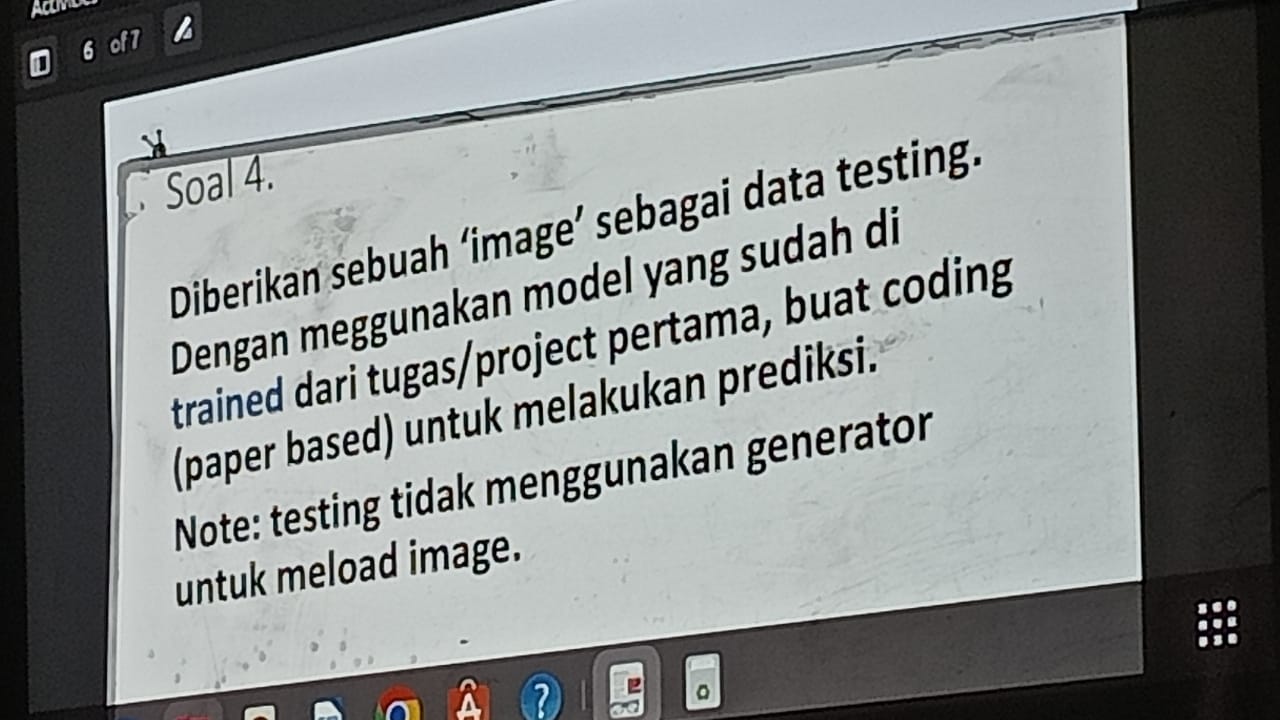 6 of 7
Soal 4.
Diberikan sebuah ‘image’ sebagai data testing.
Dengan meggunakan model yang sudah di
trained dari tugas/project pertama, buat coding
(paper based) untuk melakukan prediksi.
Note: testing tidak menggunakan generator
untuk meload image.